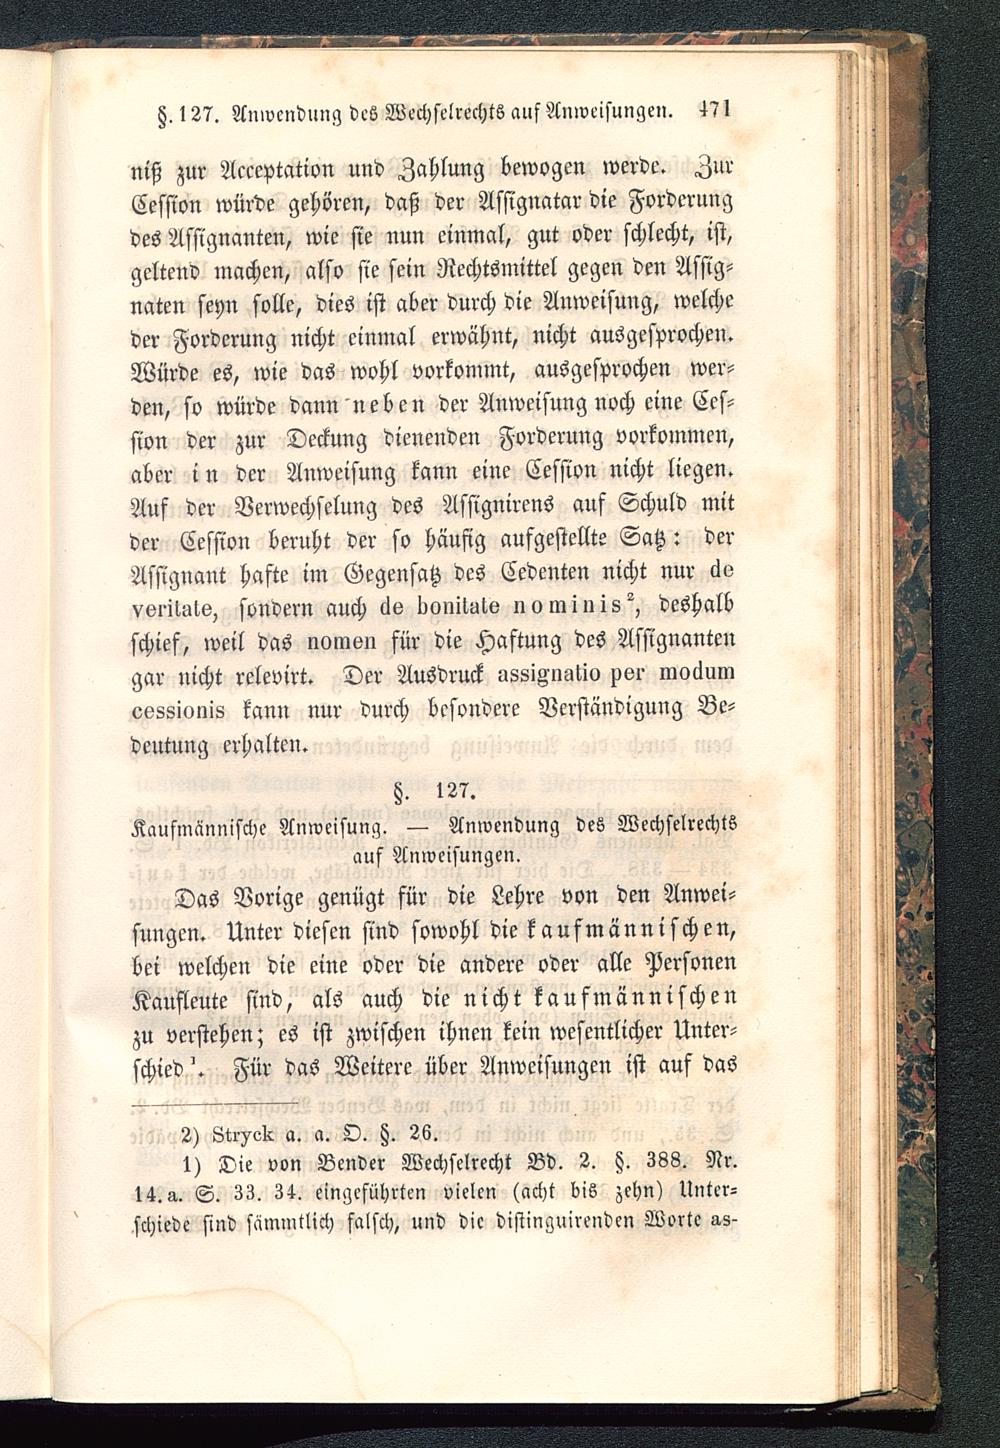 §. 127. Anwendung des Wechselrechts auf Anweisungen. 471
niß zur Acceptation und Zahlung bewogen werde. Zur
Cession würde gehören, daß der Assignatar die Forderung
des Assignanten, wie sie nun einmal, gut oder schlecht, ist,
geltend machen, also sie sein Rechtsmittel gegen den Assig-
naten seyn solle, dies ist aber durch die Anweisung, welche
der Forderung nicht einmal erwähnt, nicht ausgesprochen.
Würde es, wie das wohl vorkommt, ausgesprochen wer-
den, so würde dann neben der Anweisung noch eine Ces-
sion der zur Deckung dienenden Forderung vorkommen,
aber in der Anweisung kann eine Cession nicht liegen.
Auf der Verwechselung des Assignirens auf Schuld mit
der Cession beruht der so häufig aufgestellte Satz: der
Assignant hafte im Gegensatz des Cedenten nicht nur de
veritate, sondern auch de bonitate nominis², deshalb
schief, weil das nomen für die Haftung des Assignanten
gar nicht relevirt. Der Ausdruck assignatio per modum
cessionis kann nur durch besondere Verständigung Be-
deutung erhalten.
§. 127.
Kaufmännische Anweisung. — Anwendung des Wechselrechts
auf Anweisungen.
Das Vorige genügt für die Lehre von den Anwei-
sungen. Unter diesen sind sowohl die kaufmännischen,
bei welchen die eine oder die andere oder alle Personen
Kaufleute sind, als auch die nicht kaufmännischen
zu verstehen; es ist zwischen ihnen kein wesentlicher Unter-
schied¹. Für das Weitere über Anweisungen ist auf das
2) Stryck a. a. O. §. 26.
1) Die von Bender Wechselrecht Bd. 2. §. 388. Nr.
14. a. S. 33. 34. eingeführten vielen (acht bis zehn) Unter-
schiede sind sämmtlich falsch, und die distinguirenden Worte as-